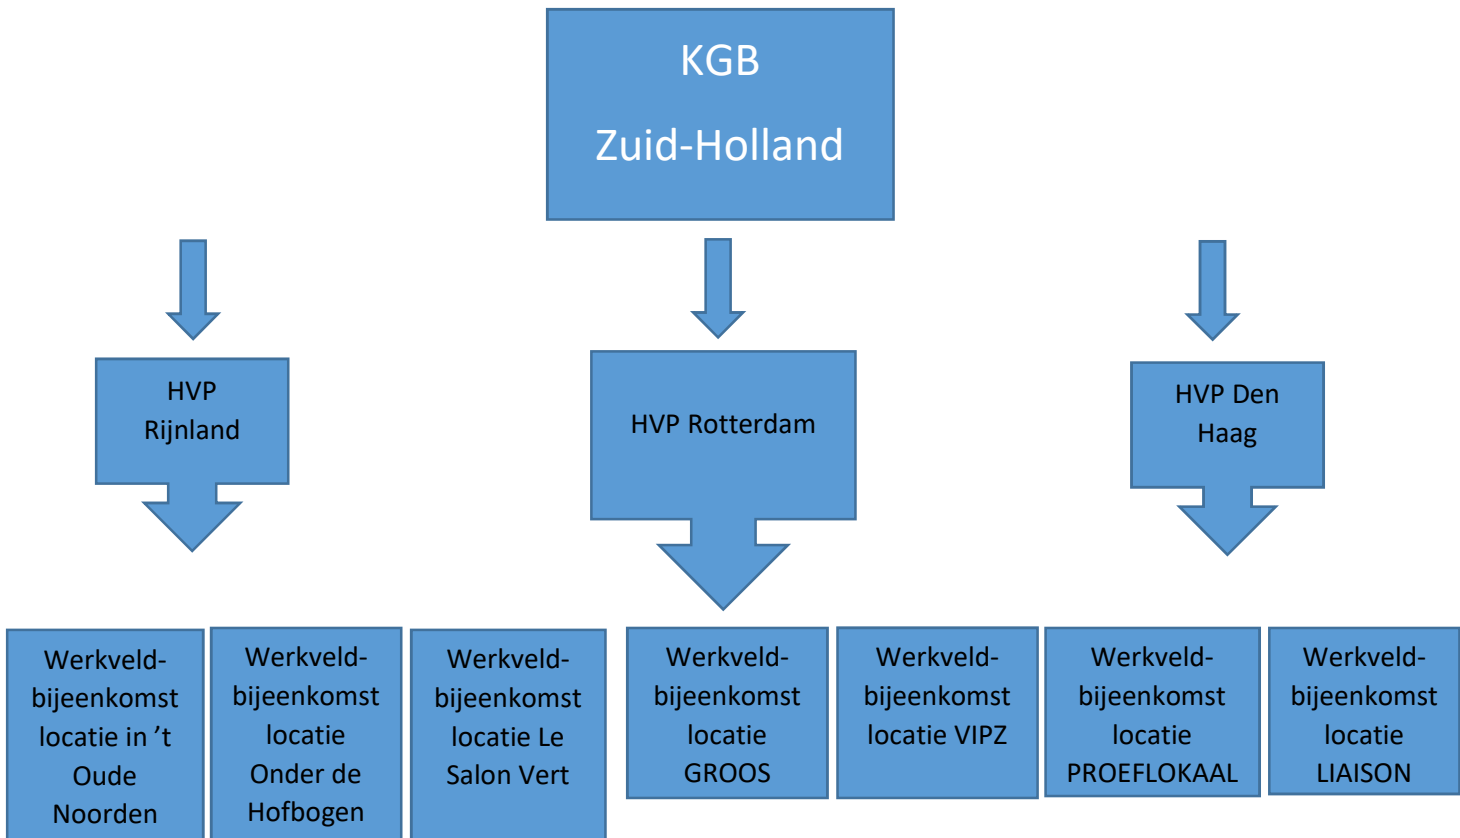 KGB
Zuid-Holland
HVP
Rijnland
HVP Rotterdam
HVP Den
Haag
Werkveld-
bijeenkomst
locatie in ’t
Oude
Noorden
Werkveld-
bijeenkomst
locatie
Onder de
Hofbogen
Werkveld-
bijeenkomst
locatie Le
Salon Vert
Werkveld-
bijeenkomst
locatie
GROOS
Werkveld-
bijeenkomst
locatie VIPZ
Werkveld-
bijeenkomst
locatie
PROEFLOKAAL
Werkveld-
bijeenkomst
locatie
LIAISON